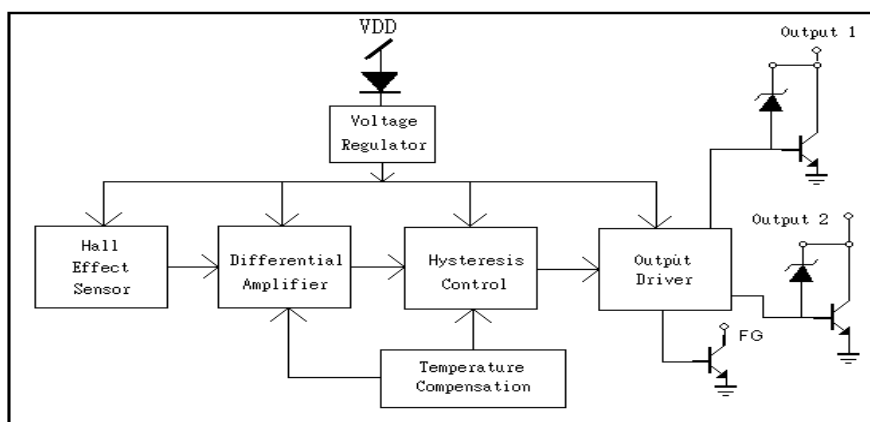 VDD
Output 1
Voltage
Regulator
Output 2
Hall
Effect
Sensor
Differential
Amplifier
Hysteresis
Control
Output
Driver
FG
Temperature
Compensation